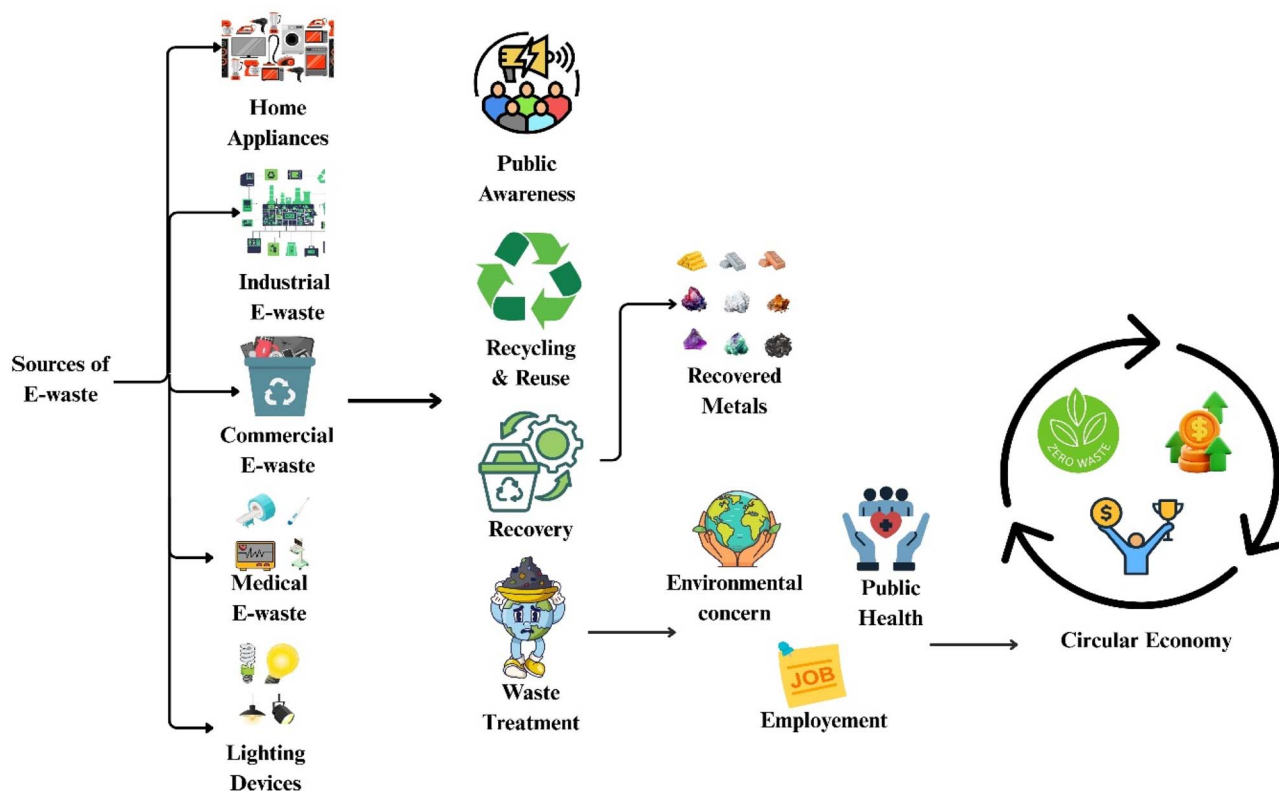 Sources of
E-waste
Home
Appliances
Industrial
E-waste
Commercial
E-waste
Medical
E-waste
Lighting
Devices
Public
Awareness
Recycling
& Reuse
Recovery
Waste
Treatment
Recovered
Metals
Environmental
concern
Public
Health
JOB
Employement
ZERO WASTE
Circular Economy